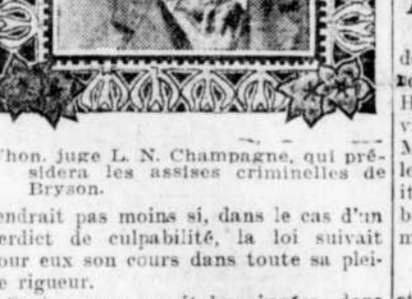 'hon. juge L. N. Champagne, qui pré-
sidera les assises criminelles de
Bryson.
endrait pas moins si, dans le cas d'un
erdict de culpabilité, la loi suivait
our eux son cours dans toute sa plei-
e rigueur.